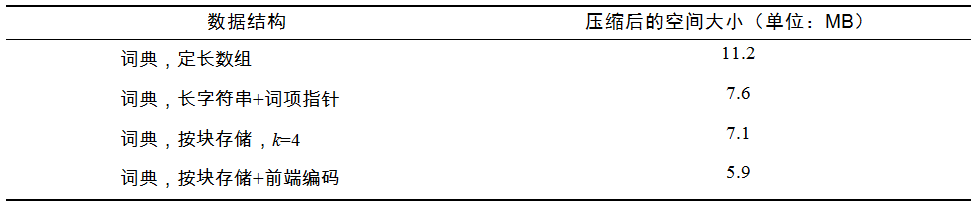 数据结构 压缩后的空间大小（单位：MB）
词典，定长数组 11.2
词典，长字符串+词项指针 7.6
词典，按块存储，k=4 7.1
词典，按块存储+前端编码 5.9